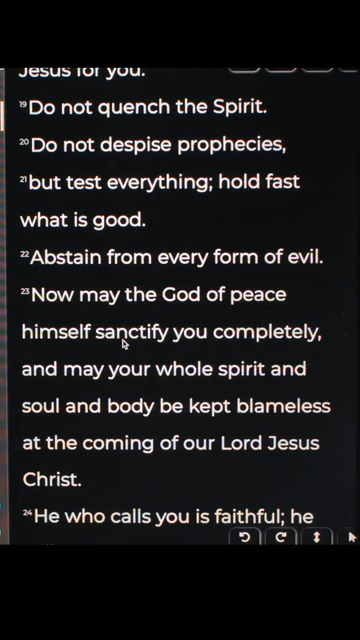 Jesus for you.
19Do not quench the Spirit.
20Do not despise prophecies,
21but test everything; hold fast
what is good.
22Abstain from every form of evil.
23Now may the God of peace
himself sanctify you completely,
and may your whole spirit and
soul and body be kept blameless
at the coming of our Lord Jesus
Christ.
24He who calls you is faithful; he